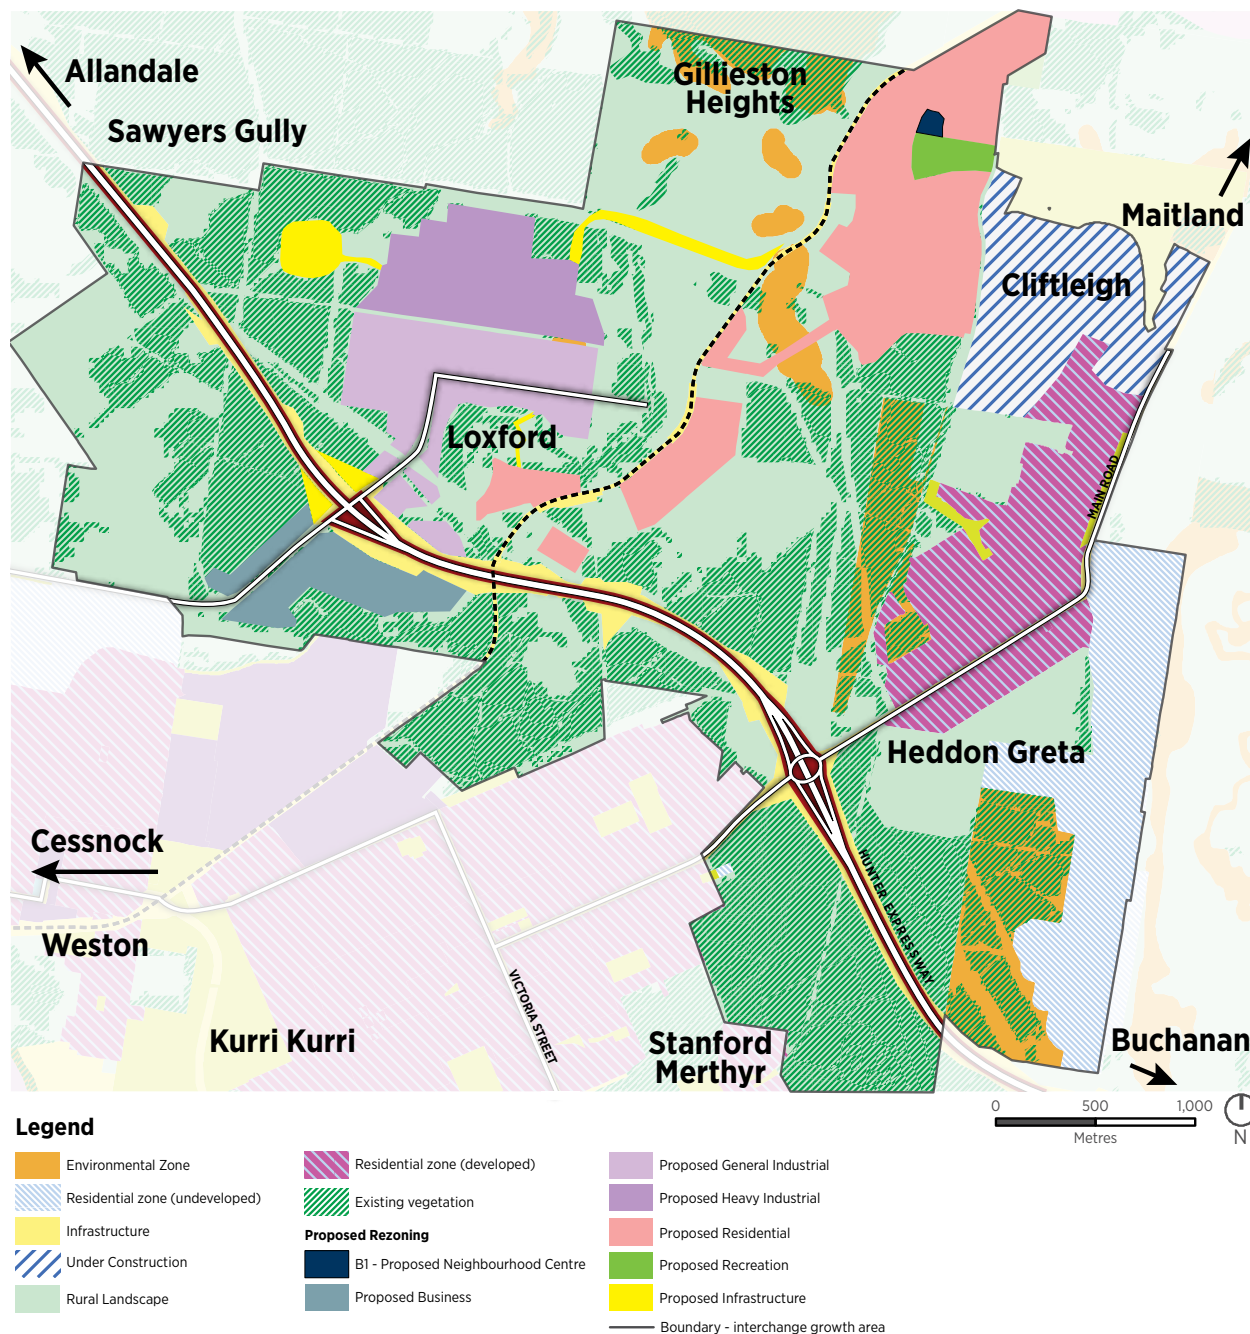 Allandale
Sawyers Gully
Gillieston
Heights
Maitland
Cliftleigh
Loxford
MAIN ROAD
Heddon Greta
Cessnock
HUNTER EXPRESSWAY
Weston
VICTORIA STREET
Kurri Kurri
Stanford
Merthyr
Buchanan
0 500 1,000
Metres
N
Legend
Environmental Zone
Residential zone (undeveloped)
Infrastructure
Under Construction
Rural Landscape
Residential zone (developed)
Existing vegetation
Proposed Rezoning
B1 - Proposed Neighbourhood Centre
Proposed Business
Proposed General Industrial
Proposed Heavy Industrial
Proposed Residential
Proposed Recreation
Proposed Infrastructure
Boundary - interchange growth area